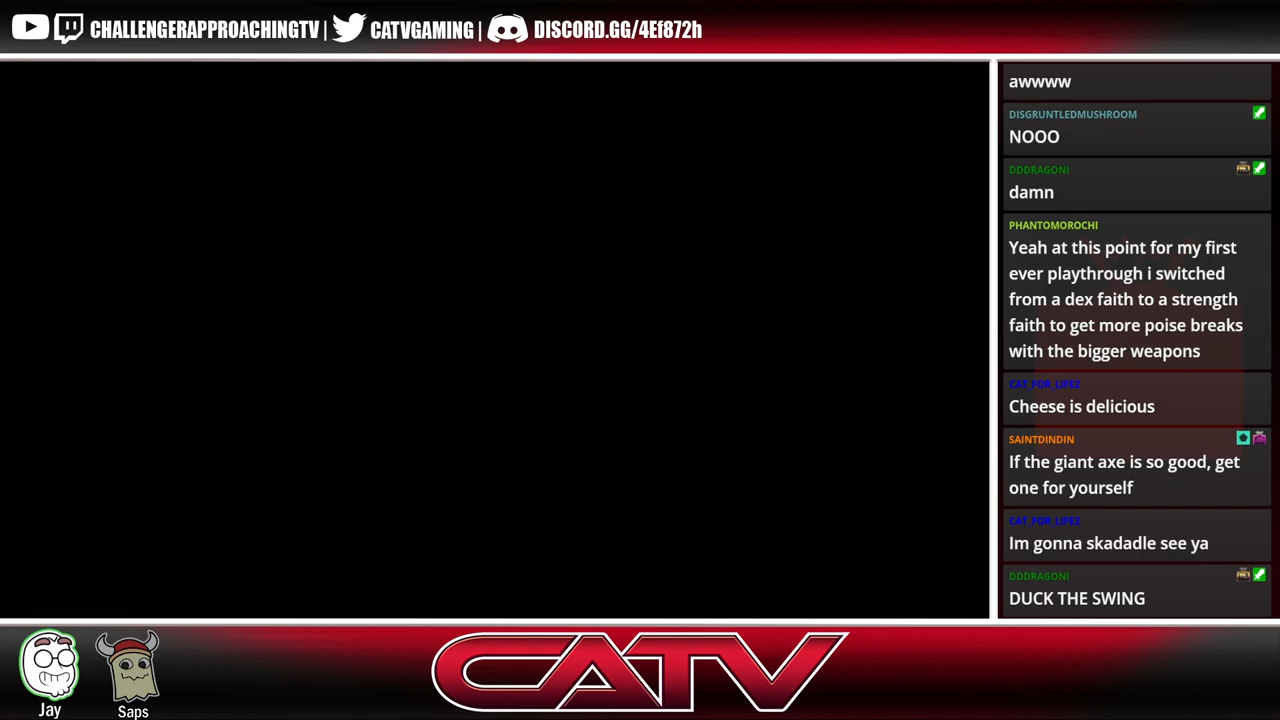 CHALLENGERAPPROACHINGTV | CATVGAMING | DISCORD.GG/4Ef872h
awwww
DISGRUNTLEDMUSHROOM
NOOO
DDDRAGONI
damn
PHANTOMOROCHI
Yeah at this point for my first
ever playthrough i switched
from a dex faith to a strength
faith to get more poise breaks
with the bigger weapons
CAT_FOR_LIFE2
Cheese is delicious
SAINTDINDIN
If the giant axe is so good, get
one for yourself
CAT_FOR_LIFE2
Im gonna skadadle see ya
DDDRAGONI
DUCK THE SWING
CATV
Jay
Saps